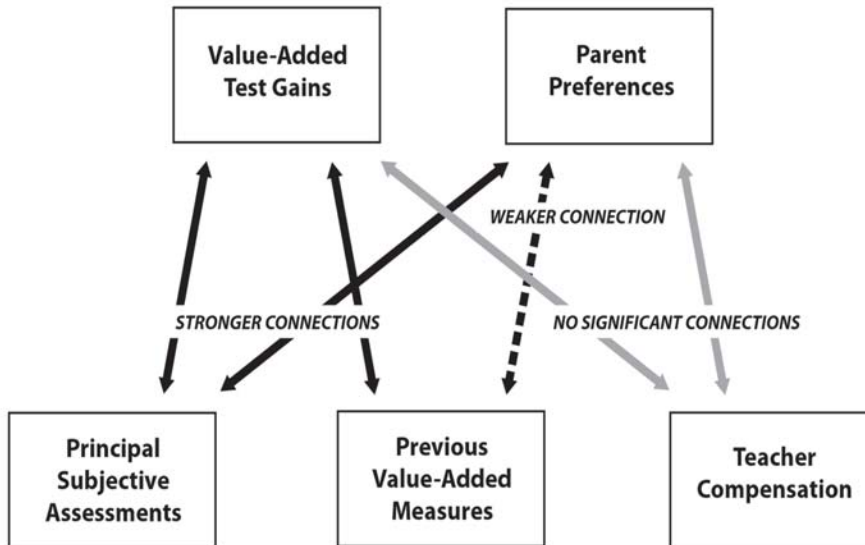 Value-Added
Test Gains
Parent
Preferences
WEAKER CONNECTION
STRONGER CONNECTIONS
NO SIGNIFICANT CONNECTIONS
Principal
Subjective
Assessments
Previous
Value-Added
Measures
Teacher
Compensation